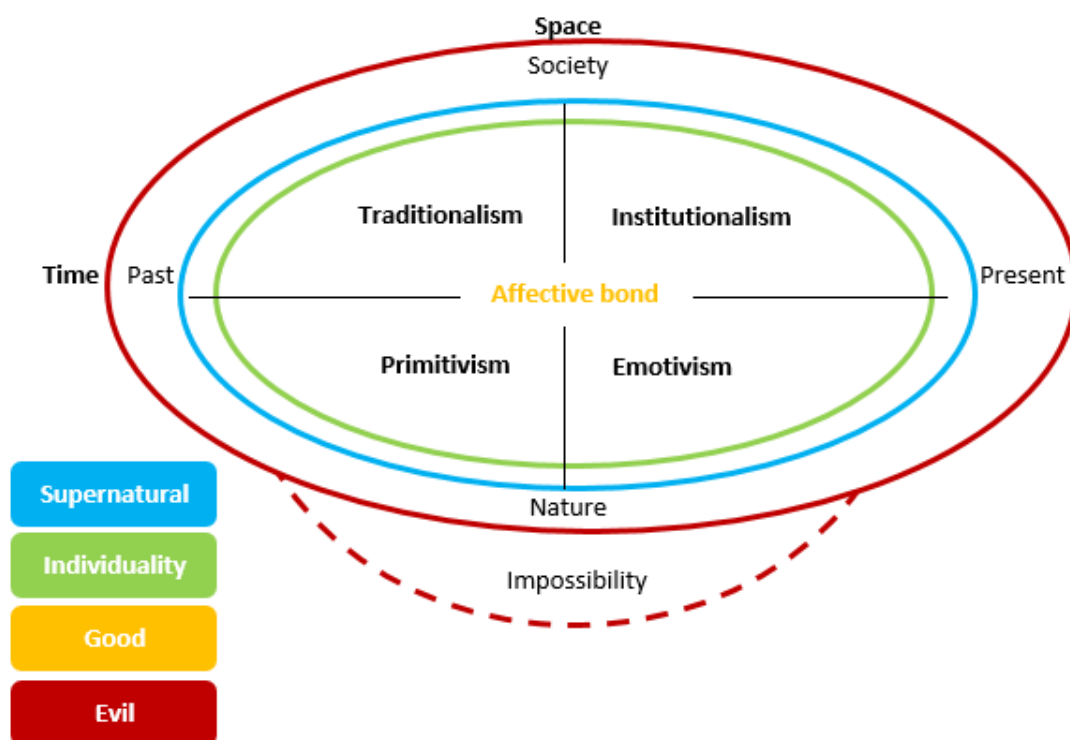 Space
Society
Traditionalism
Institutionalism
Time
Past
Affective bond
Present
Primitivism
Emotivism
Supernatural
Nature
Individuality
Impossibility
Good
Evil